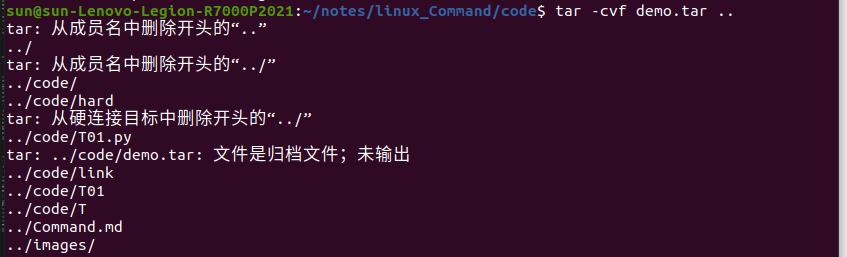 sun@sun-Lenovo-Legion-R7000P2021:~/notes/linux_Command/code$ tar -cvf demo.tar ..
tar: 从成员名中删除开头的“..”
../
tar: 从成员名中删除开头的“../”
../code/
../code/hard
tar: 从硬连接目标中删除开头的“../”
../code/T01.py
tar: ../code/demo.tar: 文件是归档文件；未输出
../code/link
../code/T01
../code/T
../Command.md
../images/